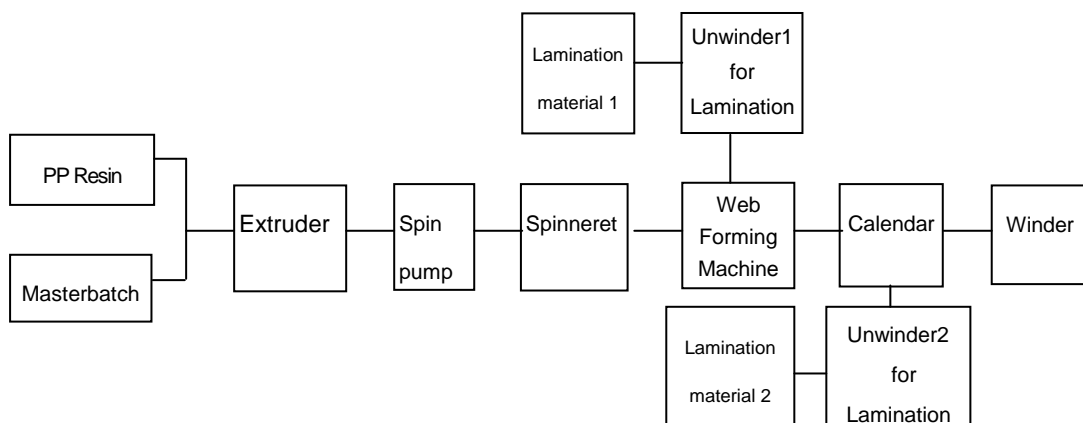 Lamination
material 1
Unwinder1
for
Lamination
PP Resin
Masterbatch
Extruder
Spin
pump
Spinneret
Web
Forming
Machine
Calendar
Winder
Lamination
material 2
Unwinder2
for
Lamination